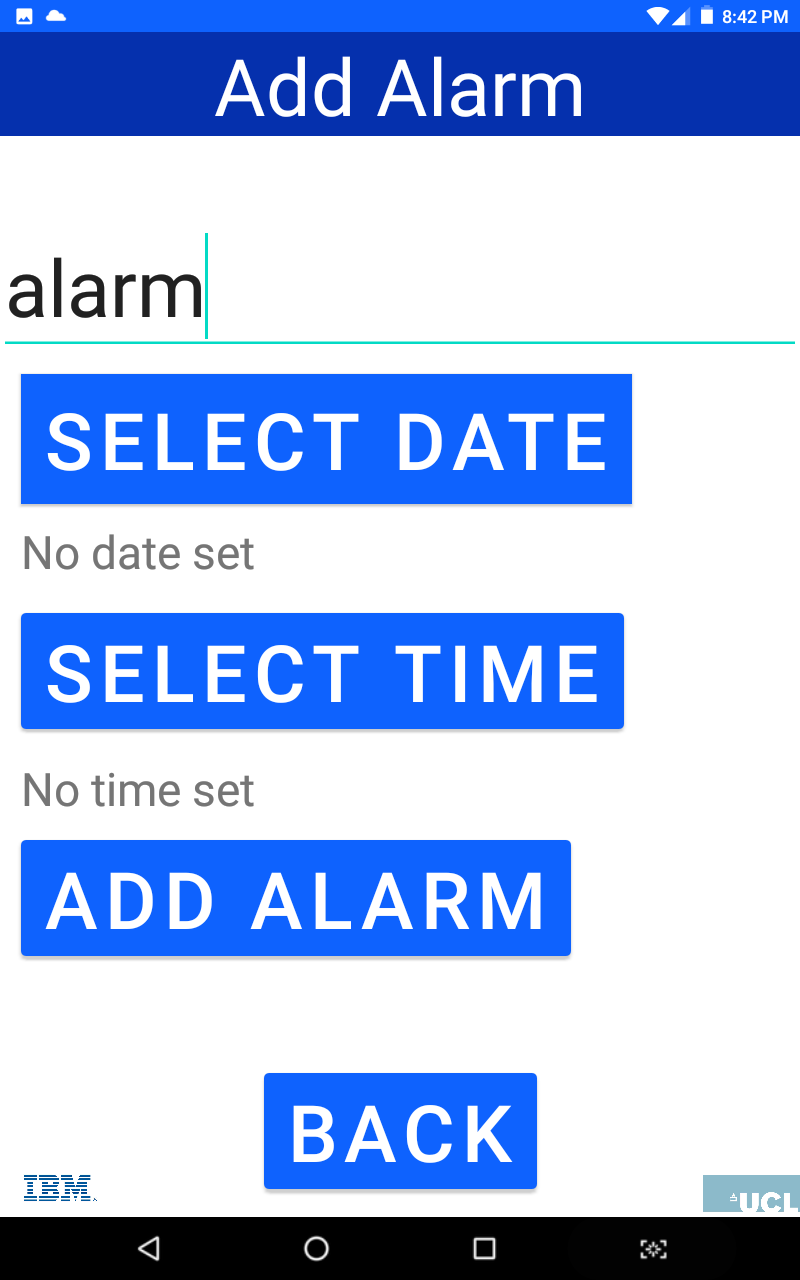 8:42 PM
Add Alarm
alarm
SELECT DATE
No date set
SELECT TIME
No time set
ADD ALARM
BACK
IBM
UCL